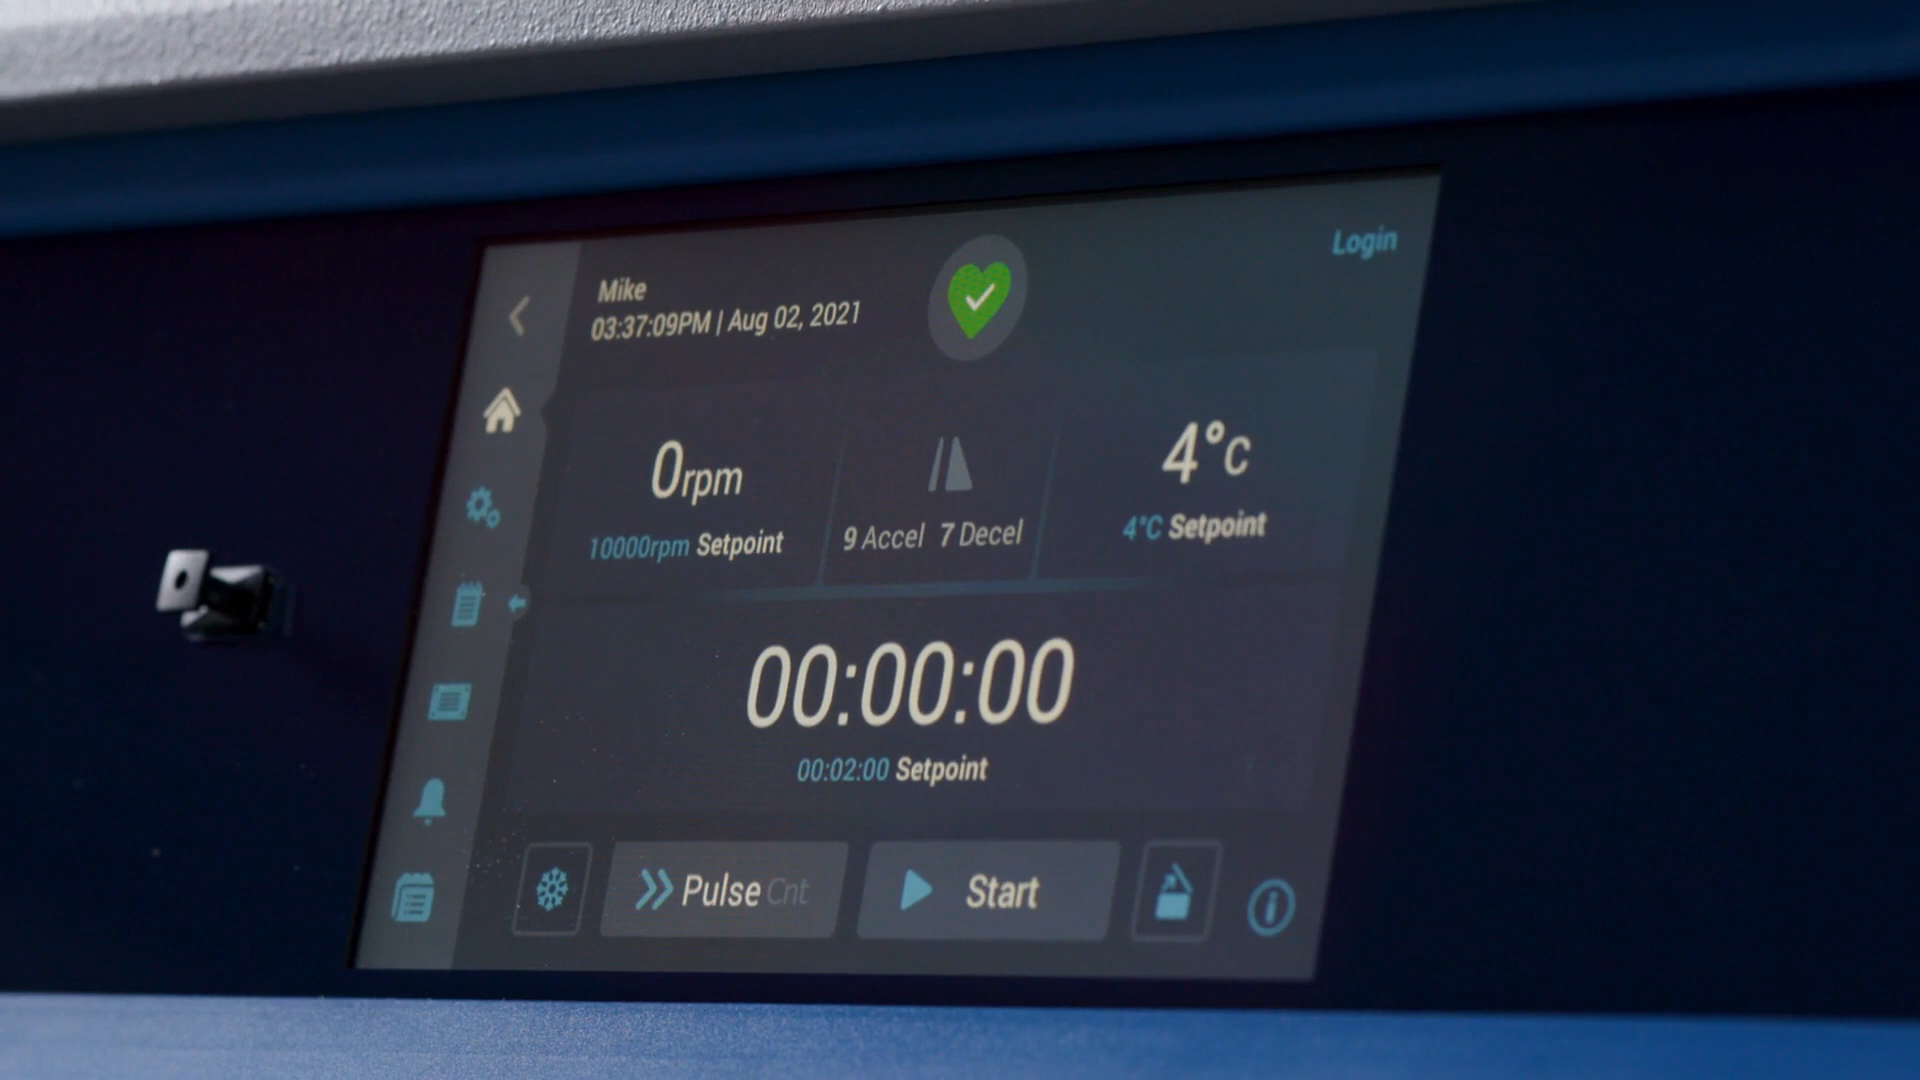 Login
Mike
03:37:09PM | Aug 02, 2021
0rpm
10000rpm Setpoint
9 Accel 7 Decel
4°C
4°C Setpoint
00:00:00
00:02:00 Setpoint
Pulse Cnt
Start